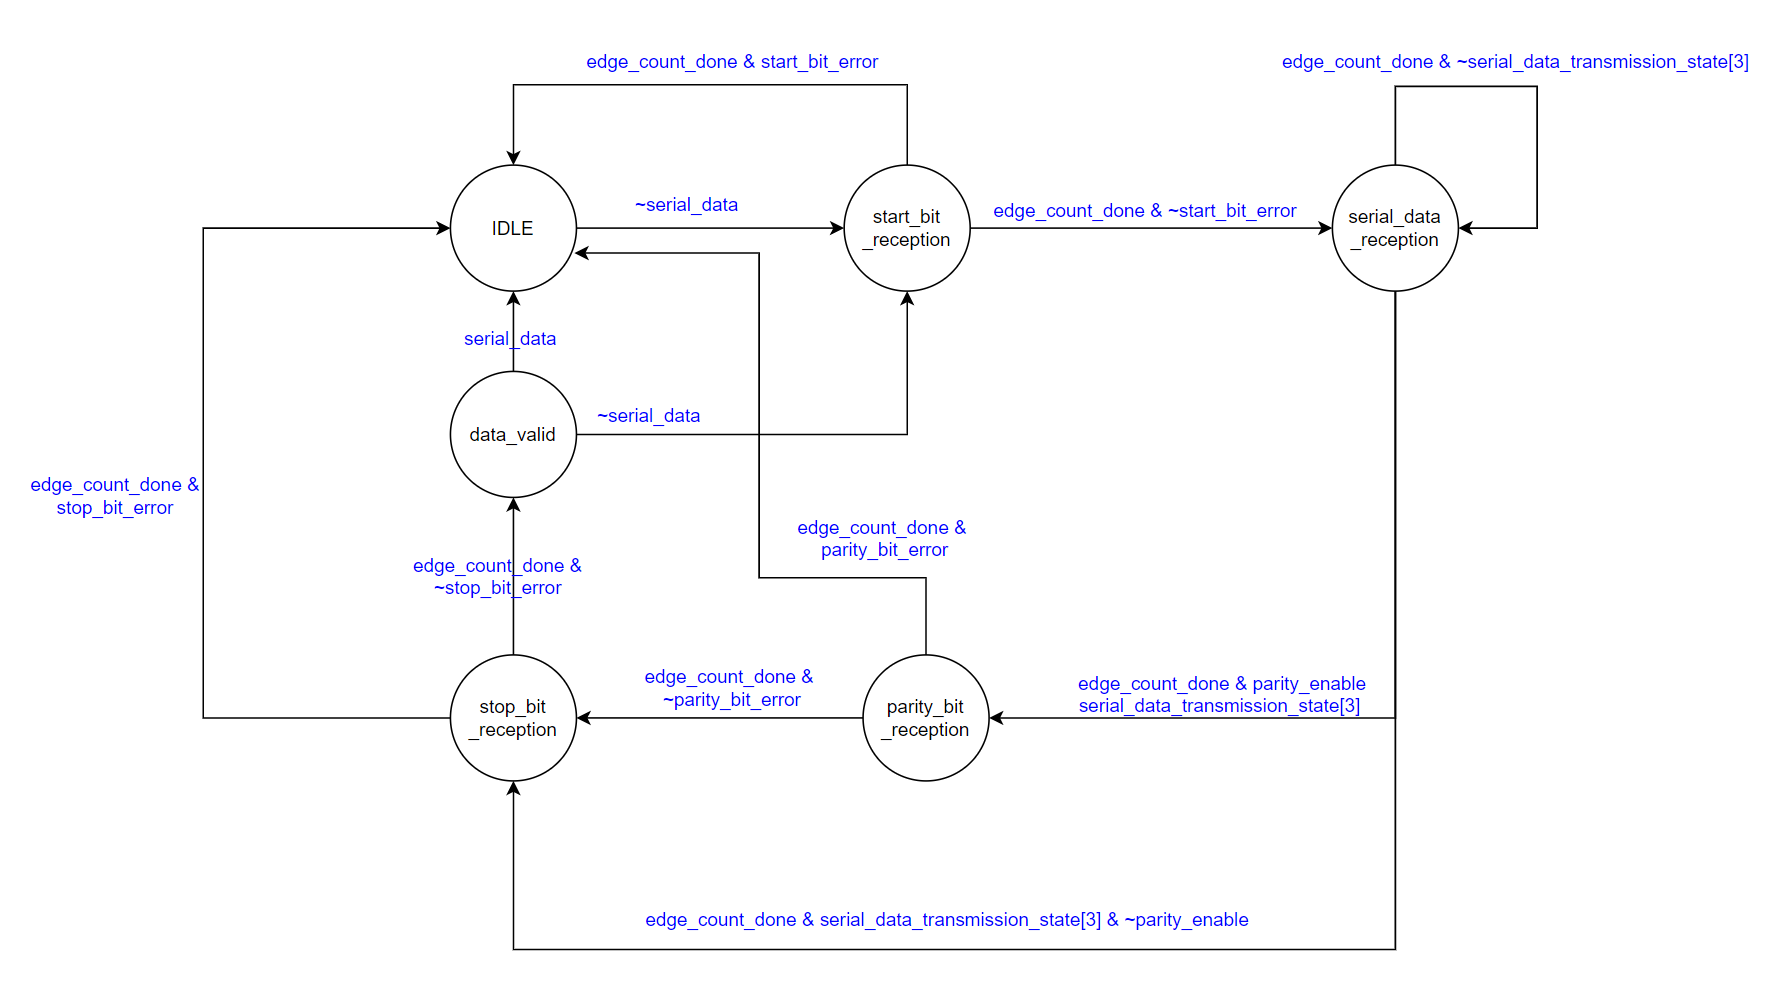 edge_count_done & start_bit_error
edge_count_done & ~serial_data_transmission_state[3]
IDLE
~serial_data
start_bit
_reception
edge_count_done & ~start_bit_error
serial_data
_reception
serial_data
data_valid
~serial_data
edge_count_done &
stop_bit_error
edge_count_done &
parity_bit_error
edge_count_done &
~stop_bit_error
stop_bit
_reception
edge_count_done &
~parity_bit_error
parity_bit
_reception
edge_count_done & parity_enable
serial_data_transmission_state[3]
edge_count_done & serial_data_transmission_state[3] & ~parity_enable